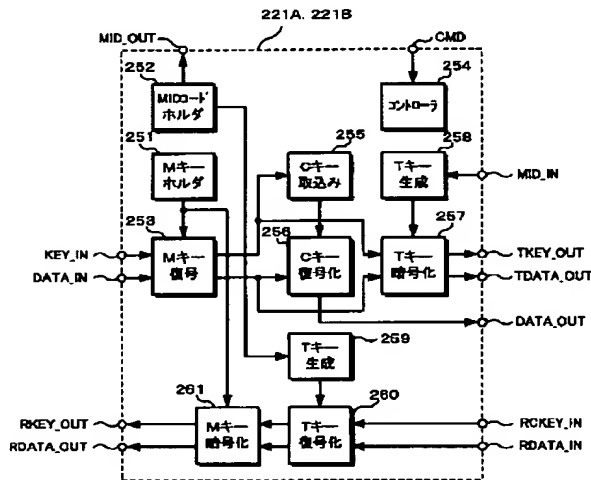 221A, 221B
MID_OUT
CMD
252
MIDコード
ホルダ
254
コントローラ
251
Mキー
ホルダ
255
Cキー
取込み
258
Tキー
生成
MID_IN
253
Mキー
復号
256
Cキー
復号化
257
Tキー
暗号化
KEY_IN
DATA_IN
TKEY_OUT
TDATA_OUT
DATA_OUT
259
Tキー
生成
261
Mキー
暗号化
260
Tキー
復号化
RKEY_OUT
RDATA_OUT
RCKEY_IN
RDATA_IN